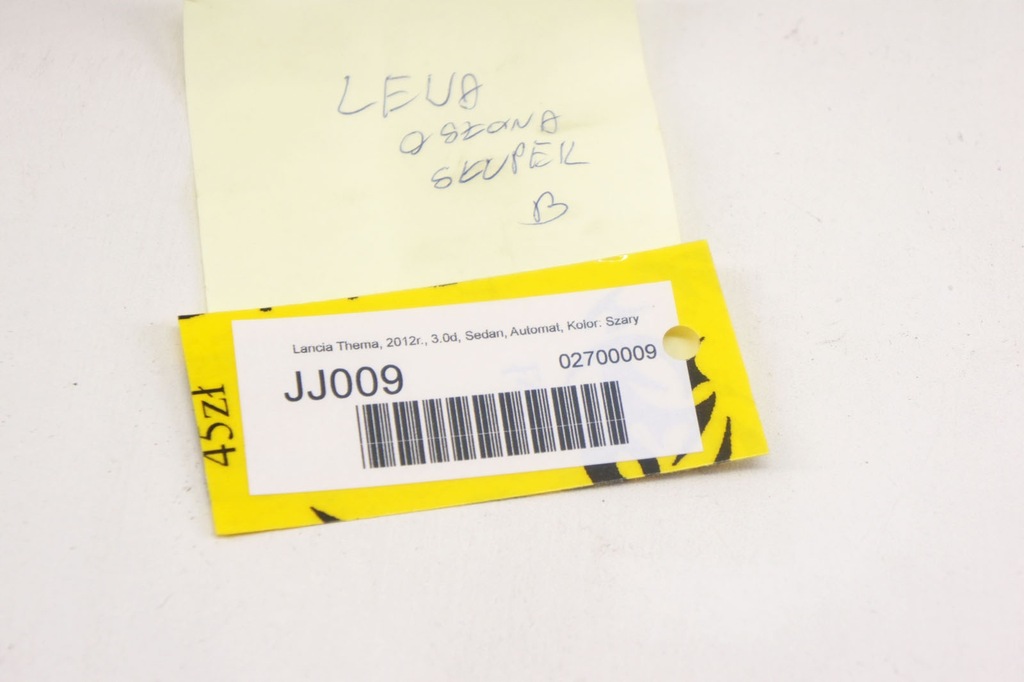 LEWA
OSŁONA
SŁUPEK
B
Lancia Thema, 2012r., 3.0d, Sedan, Automat, Kolor: Szary
JJ009
02700009
45zł